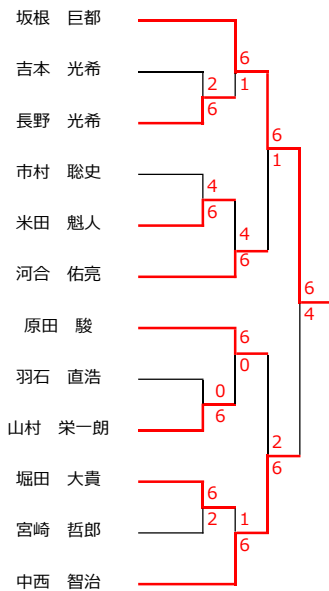 坂根　巨都
6
吉本　光希
2
1
長野　光希
6
6
市村　聡史
1
4
米田　魁人
6
4
河合　佑亮
6
6
原田　駿
6
4
0
羽石　直浩
0
山村　栄一朗
6
2
堀田　大貴
6
6
宮崎　哲郎
2
1
6
中西　智治